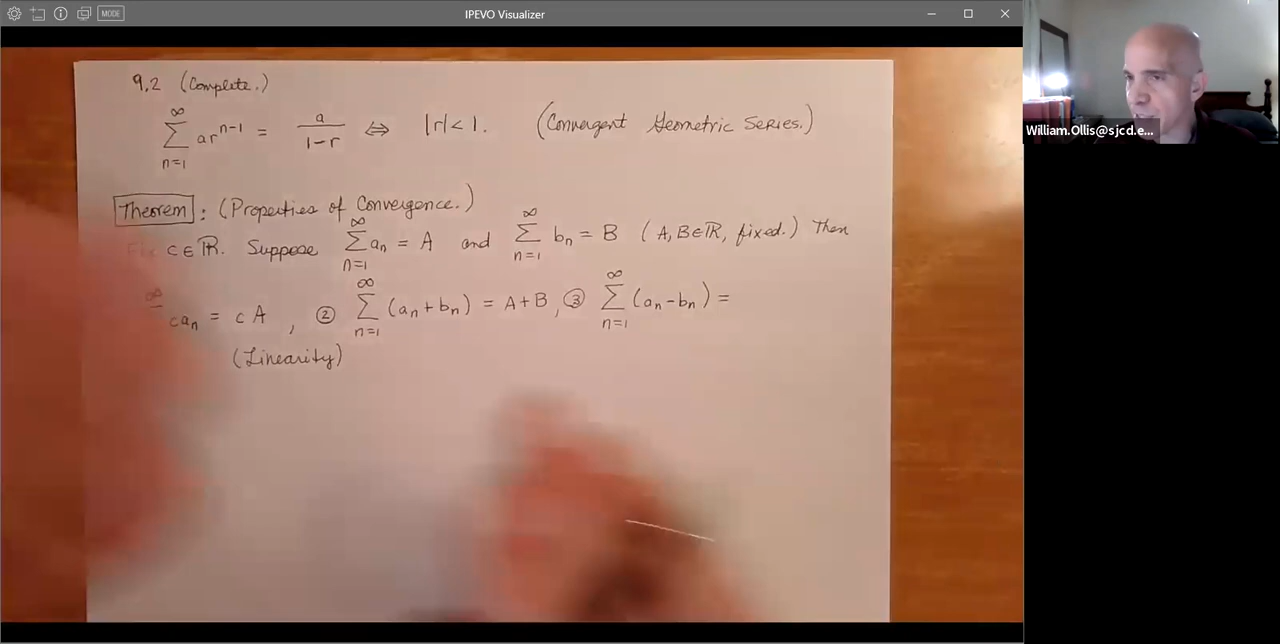 MODE
IPEVO Visualizer
9.2 (Complete.)
∞
∑ arⁿ⁻¹ = a/(1-r) ⇔ |r| < 1. (Convergent Geometric Series.)
n=1
Theorem: (Properties of Convergence.)
c∈ℝ. Suppose ∑_{n=1}^{∞} aₙ = A and ∑_{n=1}^{∞} bₙ = B (A, B∈ℝ, fixed.) Then
∞ caₙ = cA, ② ∑_{n=1}^{∞} (aₙ + bₙ) = A+B, ③ ∑_{n=1}^{∞} (aₙ - bₙ) =
(Linearity)
William.Ollis@sjcd.e...